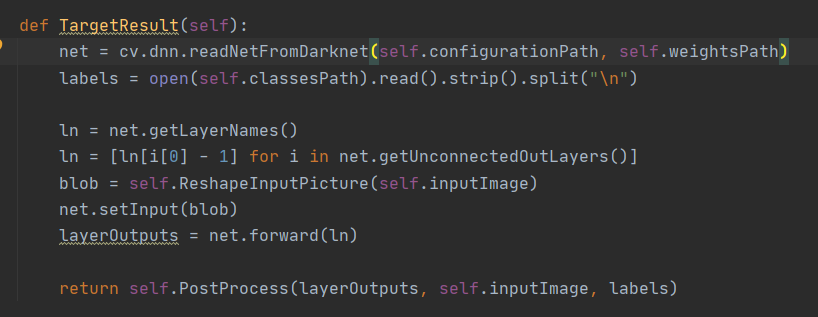 def TargetResult(self):
net = cv.dnn.readNetFromDarknet(self.configurationPath, self.weightsPath)
labels = open(self.classesPath).read().strip().split("\n")
ln = net.getLayerNames()
ln = [ln[i[0] - 1] for i in net.getUnconnectedOutLayers()]
blob = self.ReshapeInputPicture(self.inputImage)
net.setInput(blob)
layerOutputs = net.forward(ln)
return self.PostProcess(layerOutputs, self.inputImage, labels)